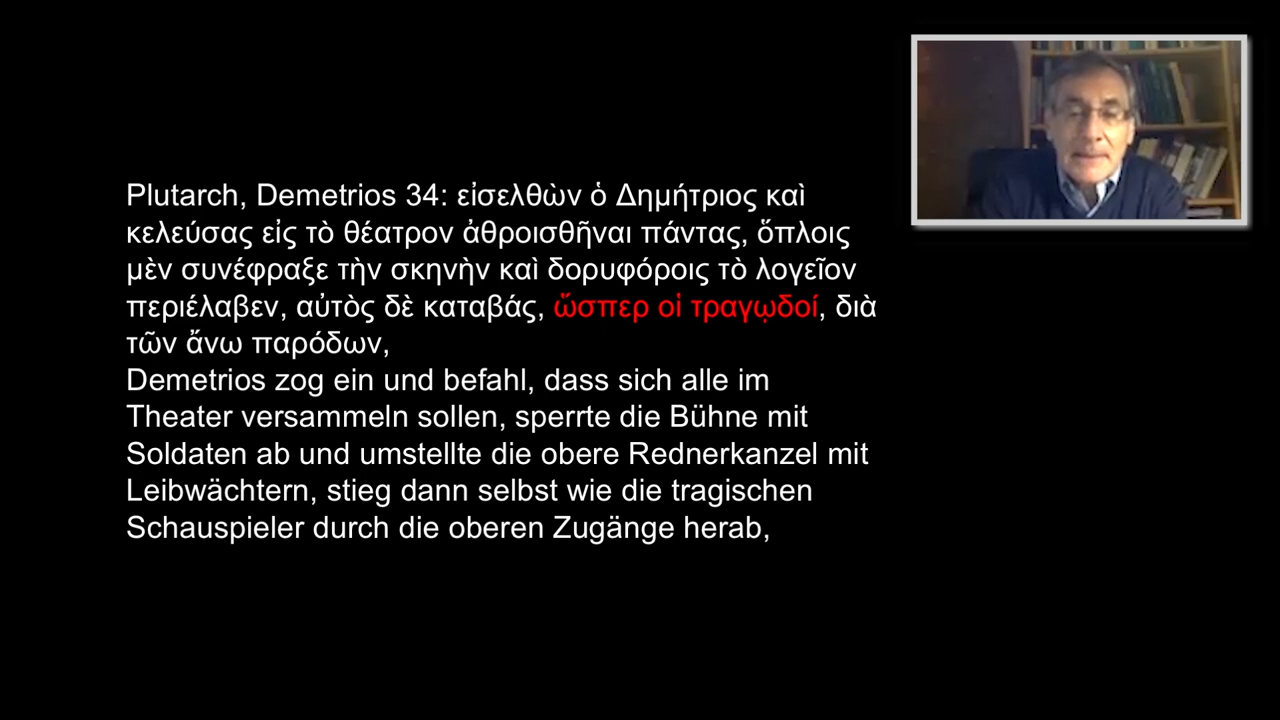 Plutarch, Demetrios 34: εἰσελθὼν ὁ Δημήτριος καὶ
κελεύσας εἰς τὸ θέατρον ἀθροισθῆναι πάντας, ὅπλοις
μὲν συνέφραξε τὴν σκηνὴν καὶ δορυφόροις τὸ λογεῖον
περιέλαβεν, αὐτὸς δὲ καταβάς, ὥσπερ οἱ τραγῳδοί, διὰ
τῶν ἄνω παρόδων,
Demetrios zog ein und befahl, dass sich alle im
Theater versammeln sollen, sperrte die Bühne mit
Soldaten ab und umstellte die obere Rednerkanzel mit
Leibwächtern, stieg dann selbst wie die tragischen
Schauspieler durch die oberen Zugänge herab,